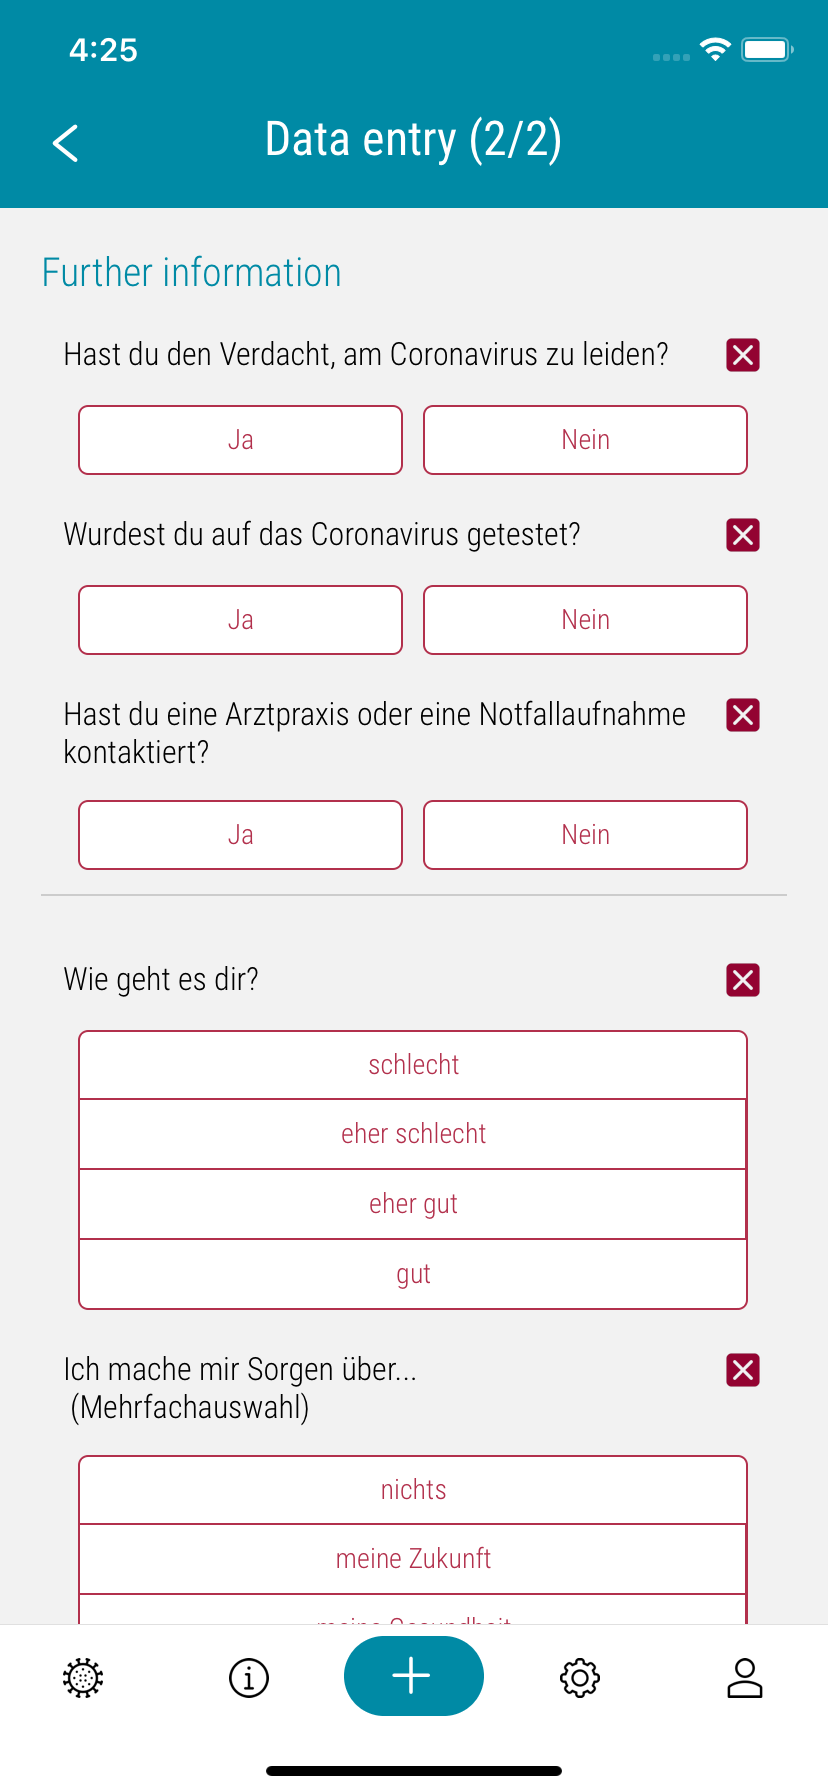 4:25
Data entry (2/2)
Further information
Hast du den Verdacht, am Coronavirus zu leiden?
Ja
Nein
Wurdest du auf das Coronavirus getestet?
Ja
Nein
Hast du eine Arztpraxis oder eine Notfallaufnahme
kontaktiert?
Ja
Nein
Wie geht es dir?
schlecht
eher schlecht
eher gut
gut
Ich mache mir Sorgen über...
(Mehrfachauswahl)
nichts
meine Zukunft
meine Gesundheit